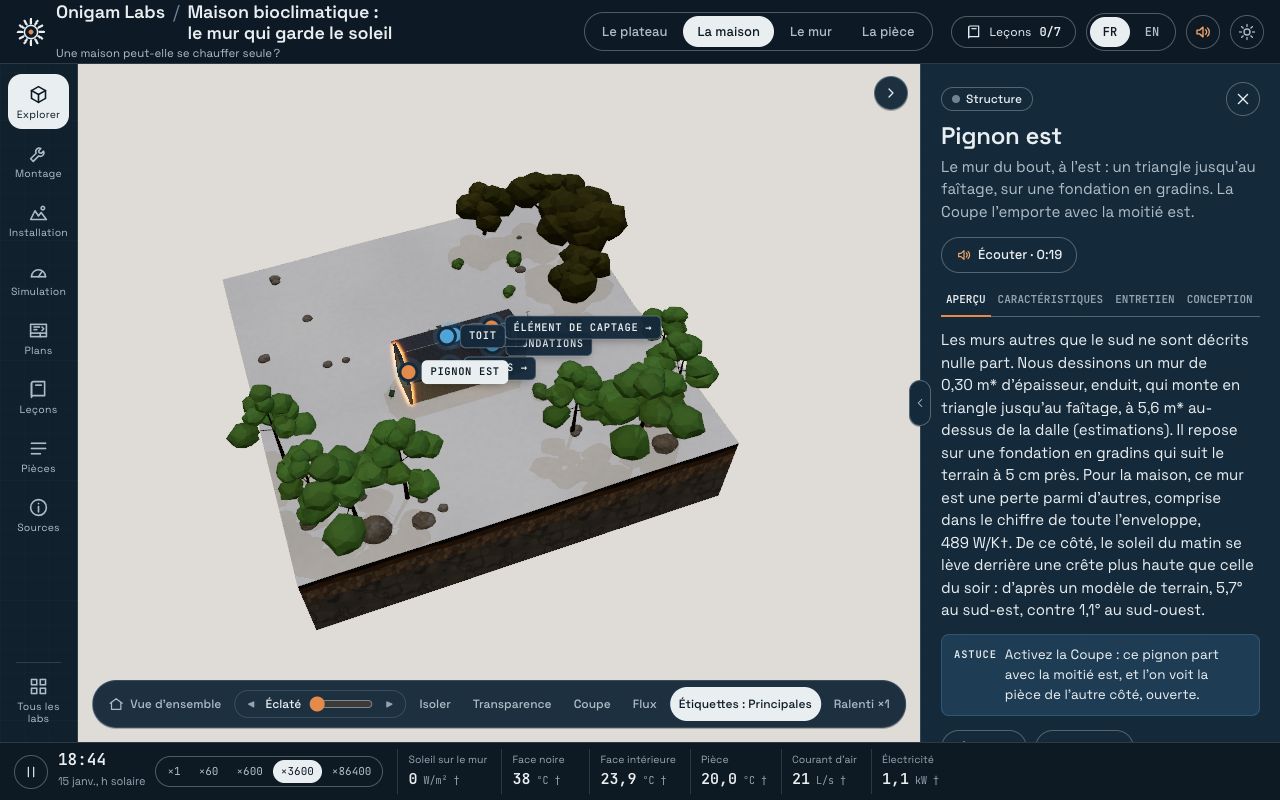 Onigam Labs / Maison bioclimatique :
le mur qui garde le soleil
Une maison peut-elle se chauffer seule ?
Le plateau
La maison
Le mur
La pièce
Leçons 0/7
FR
EN
Explorer
Montage
Installation
Simulation
Plans
Leçons
Pièces
Sources
Tous les
labs
TOIT
ÉLÉMENT DE CAPTAGE →
PIGNON EST
Structure
Pignon est
Le mur du bout, à l'est : un triangle jusqu'au
faîtage, sur une fondation en gradins. La
Coupe l'emporte avec la moitié est.
Écouter · 0:19
APERÇU
CARACTÉRISTIQUES
ENTRETIEN
CONCEPTION
Les murs autres que le sud ne sont décrits
nulle part. Nous dessinons un mur de
0,30 m* d'épaisseur, enduit, qui monte en
triangle jusqu'au faîtage, à 5,6 m* au-
dessus de la dalle (estimations). Il repose
sur une fondation en gradins qui suit le
terrain à 5 cm près. Pour la maison, ce mur
est une perte parmi d'autres, comprise
dans le chiffre de toute l'enveloppe,
489 W/K†. De ce côté, le soleil du matin se
lève derrière une crête plus haute que celle
du soir : d'après un modèle de terrain, 5,7°
au sud-est, contre 1,1° au sud-ouest.
ASTUCE Activez la Coupe : ce pignon part
avec la moitié est, et l'on voit la
pièce de l'autre côté, ouverte.
Vue d'ensemble
◄ Éclaté ►
Isoler
Transparence
Coupe
Flux
Étiquettes : Principales
Ralenti ×1
18:44
15 janv., h solaire
×1
×60
×600
×3600
×86400
Soleil sur le mur
0 W/m² †
Face noire
38 °C †
Face intérieure
23,9 °C †
Pièce
20,0 °C †
Courant d'air
21 L/s †
Électricité
1,1 kW †